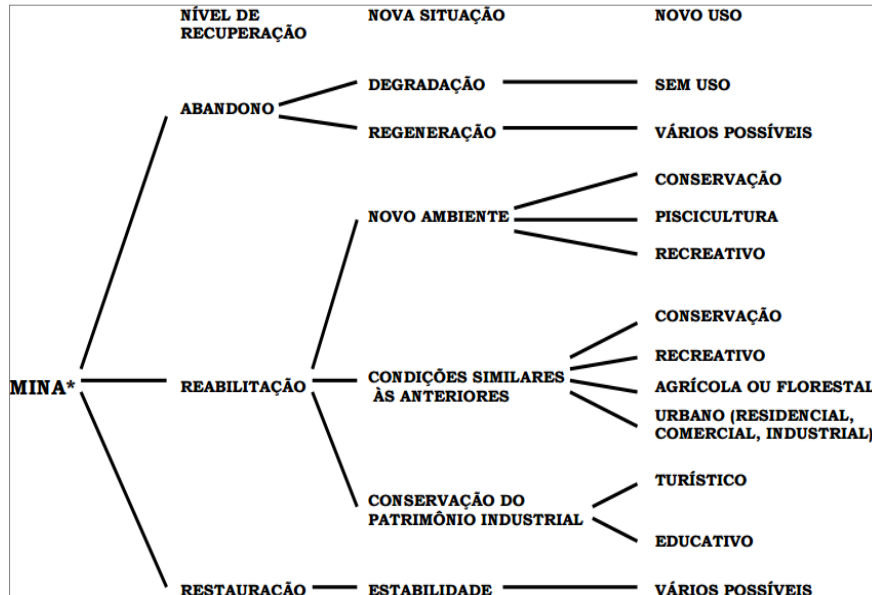 NÍVEL DE
RECUPERAÇÃO
NOVA SITUAÇÃO
NOVO USO
ABANDONO
DEGRADAÇÃO
SEM USO
REGENERAÇÃO
VÁRIOS POSSÍVEIS
NOVO AMBIENTE
CONSERVAÇÃO
PISCICULTURA
RECREATIVO
MINA*
REABILITAÇÃO
CONDIÇÕES SIMILARES
ÀS ANTERIORES
CONSERVAÇÃO
RECREATIVO
AGRÍCOLA OU FLORESTAL
URBANO (RESIDENCIAL,
COMERCIAL, INDUSTRIAL)
CONSERVAÇÃO DO
PATRIMÔNIO INDUSTRIAL
TURÍSTICO
EDUCATIVO
RESTAURAÇÃO
ESTABILIDADE
VÁRIOS POSSÍVEIS